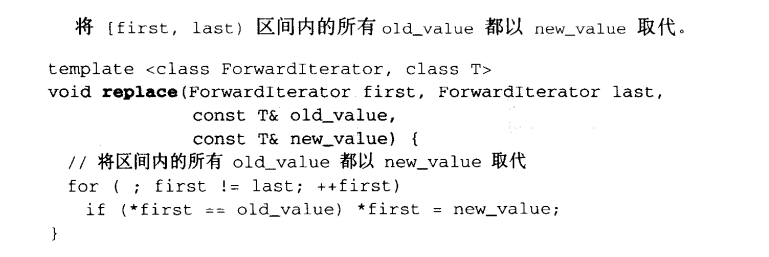 将 [first, last) 区间内的所有 old_value 都以 new_value 取代。
template <class ForwardIterator, class T>
void replace(ForwardIterator first, ForwardIterator last,
const T& old_value,
const T& new_value) {
// 将区间内的所有 old_value 都以 new_value 取代
for ( ; first != last; ++first)
if (*first == old_value) *first = new_value;
}